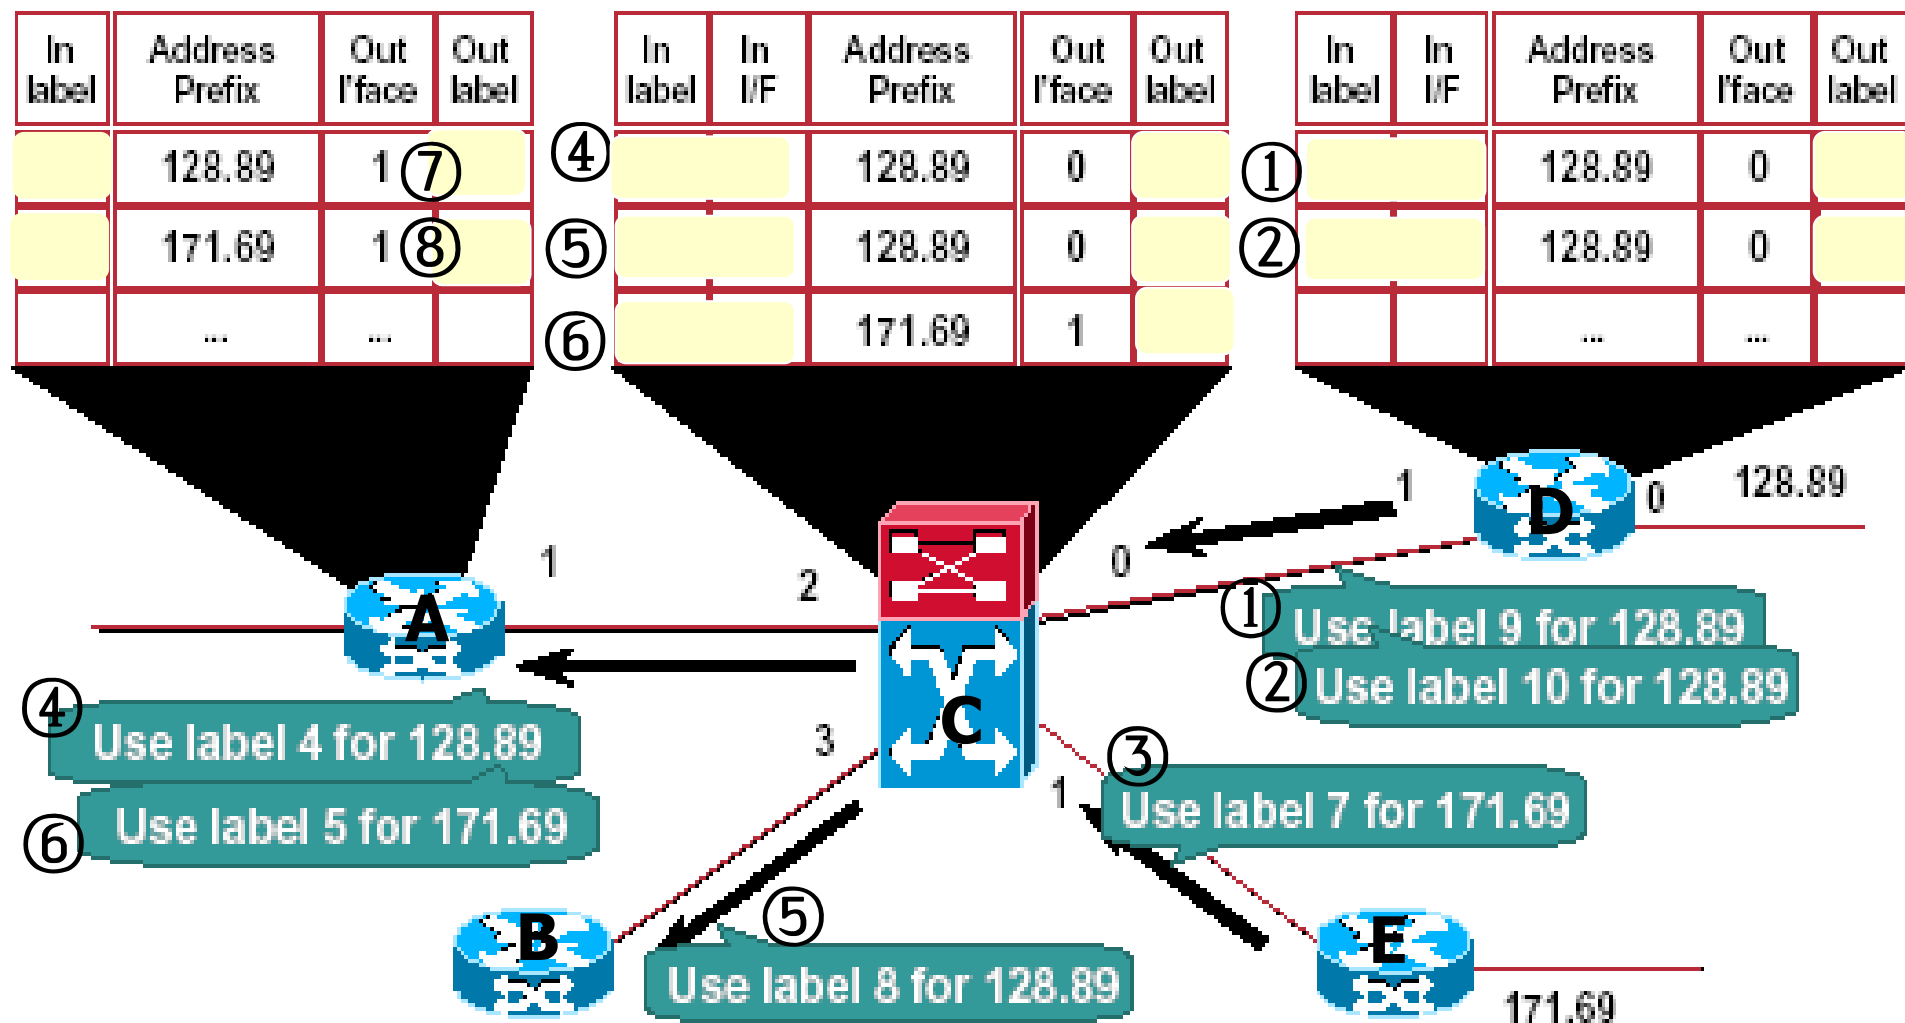 In label | Address Prefix | Out I'face | Out label
128.89 | 1 | ⑦
171.69 | 1 | ⑧
... | ...
In label | In I/F | Address Prefix | Out I'face | Out label
④ | 128.89 | 0
⑤ | 128.89 | 0
⑥ | 171.69 | 1
In label | In I/F | Address Prefix | Out I'face | Out label
① | 128.89 | 0
② | 128.89 | 0
... | ...
1
D
0
128.89
1
2
0
A
① Use label 9 for 128.89
② Use label 10 for 128.89
④ Use label 4 for 128.89
C
3
1
③ Use label 7 for 171.69
⑥ Use label 5 for 171.69
B
⑤ Use label 8 for 128.89
E
171.69